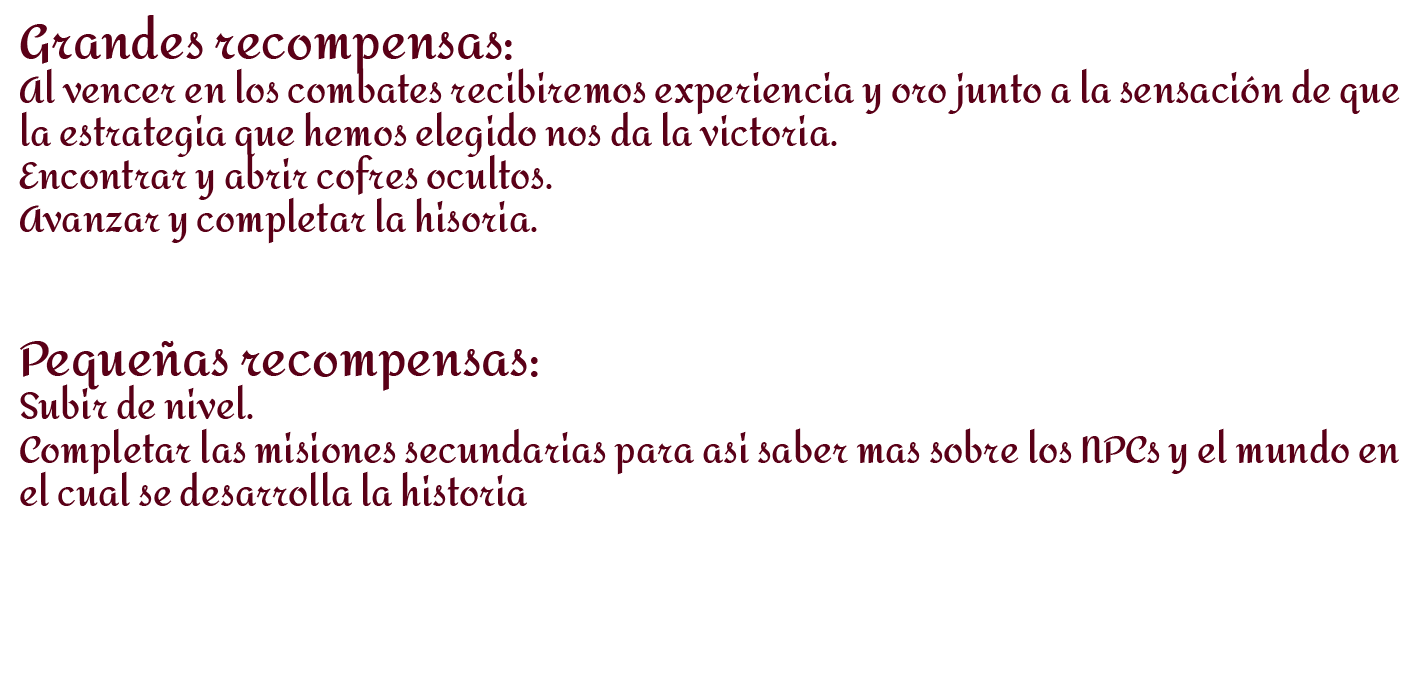 Grandes recompensas:
Al vencer en los combates recibiremos experiencia y oro junto a la sensación de que
la estrategia que hemos elegido nos da la victoria.
Encontrar y abrir cofres ocultos.
Avanzar y completar la hisoria.
Pequeñas recompensas:
Subir de nivel.
Completar las misiones secundarias para asi saber mas sobre los NPCs y el mundo en
el cual se desarrolla la historia